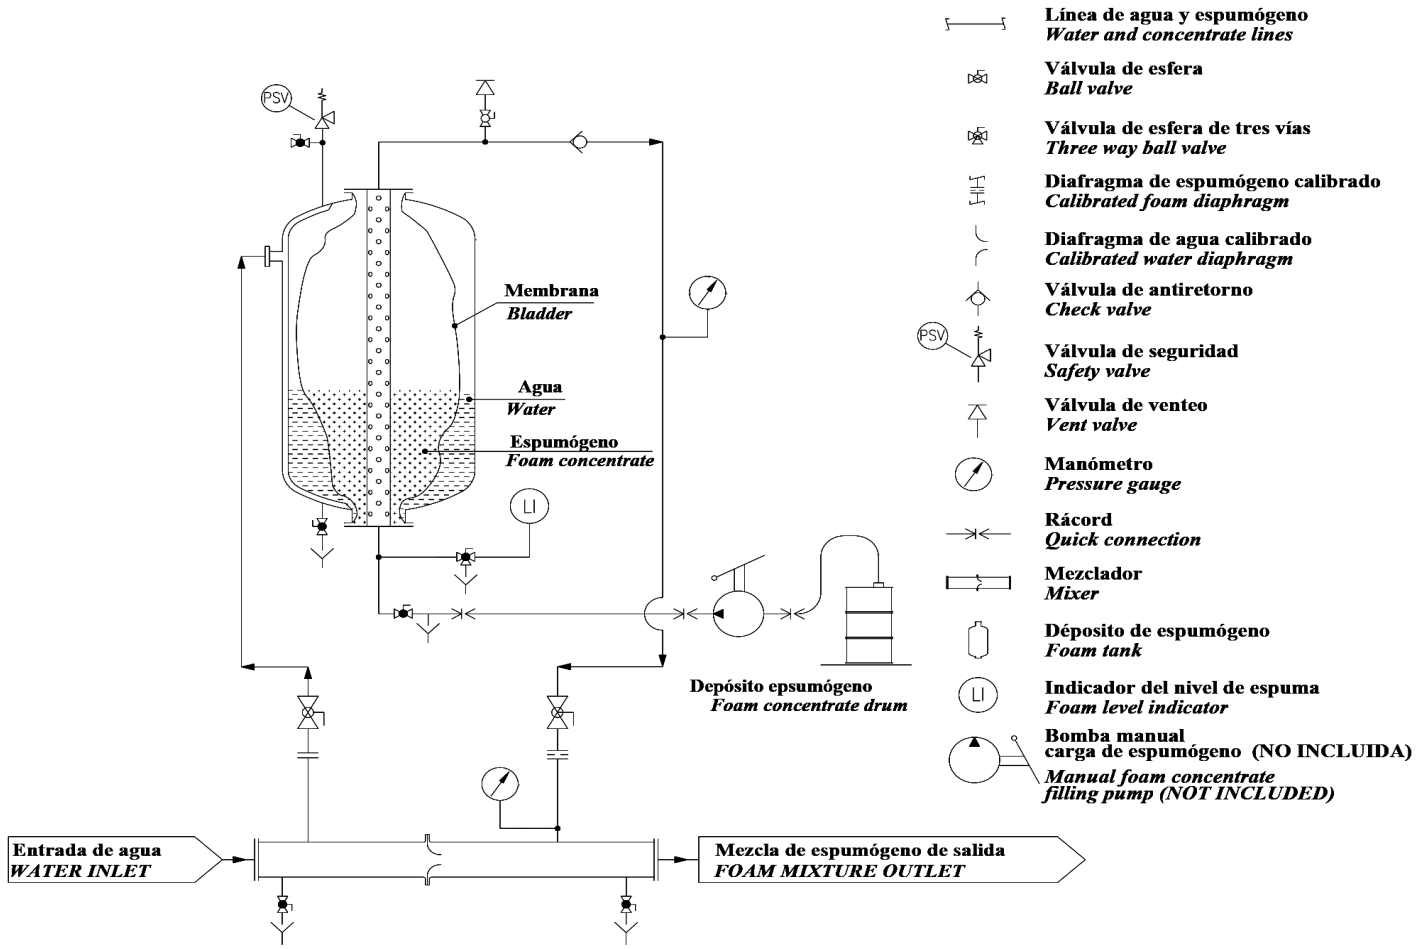 PSV
Membrana
Bladder
Agua
Water
Espumógeno
Foam concentrate
LI
Depósito epsumógeno
Foam concentrate drum
Entrada de agua
WATER INLET
Mezcla de espumógeno de salida
FOAM MIXTURE OUTLET
Línea de agua y espumógeno
Water and concentrate lines
Válvula de esfera
Ball valve
Válvula de esfera de tres vías
Three way ball valve
Diafragma de espumógeno calibrado
Calibrated foam diaphragm
Diafragma de agua calibrado
Calibrated water diaphragm
Válvula de antiretorno
Check valve
PSV
Válvula de seguridad
Safety valve
Válvula de venteo
Vent valve
Manómetro
Pressure gauge
Rácord
Quick connection
Mezclador
Mixer
Déposito de espumógeno
Foam tank
LI
Indicador del nivel de espuma
Foam level indicator
Bomba manual
carga de espumógeno (NO INCLUIDA)
Manual foam concentrate
filling pump (NOT INCLUDED)